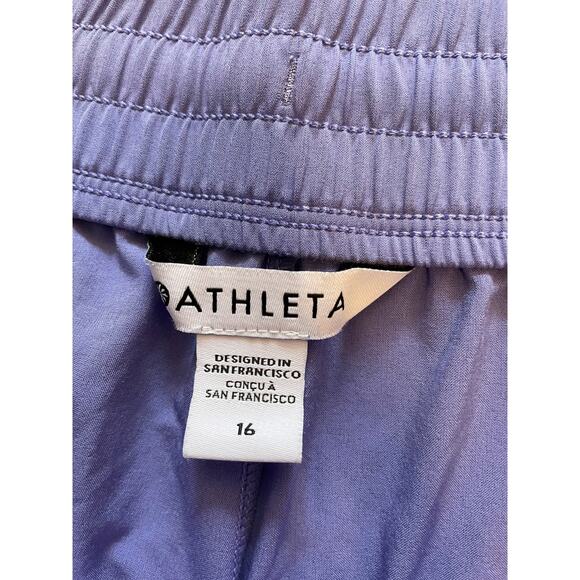 ATHLETA
DESIGNED IN
SAN FRANCISCO
CONÇU À
SAN FRANCISCO
16